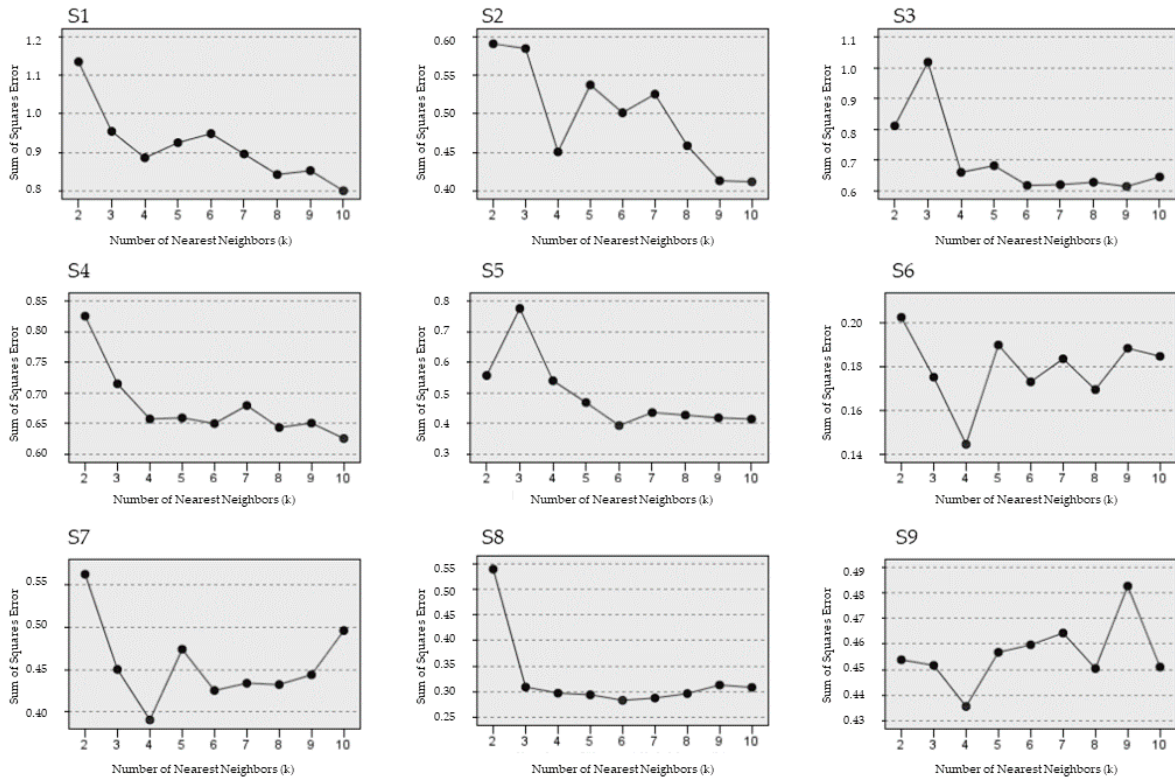 S1
Sum of Squares Error
1.2
1.1
1.0
0.9
0.8
2 3 4 5 6 7 8 9 10
Number of Nearest Neighbors (k)
S2
Sum of Squares Error
0.60
0.55
0.50
0.45
0.40
2 3 4 5 6 7 8 9 10
Number of Nearest Neighbors (k)
S3
Sum of Squares Error
1.1
1.0
0.9
0.8
0.7
0.6
2 3 4 5 6 7 8 9 10
Number of Nearest Neighbors (k)
S4
Sum of Squares Error
0.85
0.80
0.75
0.70
0.65
0.60
2 3 4 5 6 7 8 9 10
Number of Nearest Neighbors (k)
S5
Sum of Squares Error
0.8
0.7
0.6
0.5
0.4
0.3
2 3 4 5 6 7 8 9 10
Number of Nearest Neighbors (k)
S6
Sum of Squares Error
0.20
0.18
0.16
0.14
2 3 4 5 6 7 8 9 10
Number of Nearest Neighbors (k)
S7
Sum of Squares Error
0.55
0.50
0.45
0.40
2 3 4 5 6 7 8 9 10
Number of Nearest Neighbors (k)
S8
Sum of Squares Error
0.55
0.50
0.45
0.40
0.35
0.30
0.25
2 3 4 5 6 7 8 9 10
Number of Nearest Neighbors (k)
S9
Sum of Squares Error
0.49
0.48
0.46
0.45
0.44
0.43
2 3 4 5 6 7 8 9 10
Number of Nearest Neighbors (k)